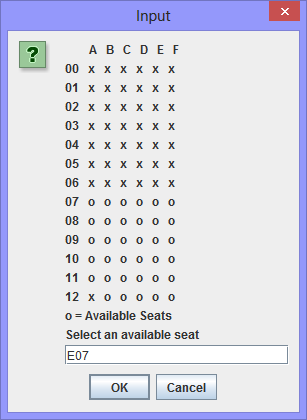 Input
x
?
A B C D E F
00 x x x x x x
01 x x x x x x
02 x x x x x x
03 x x x x x x
04 x x x x x x
05 x x x x x x
06 x x x x x x
07 o o o o o o
08 o o o o o o
09 o o o o o o
10 o o o o o o
11 o o o o o o
12 x o o o o o
o = Available Seats
Select an available seat
E07
OK Cancel